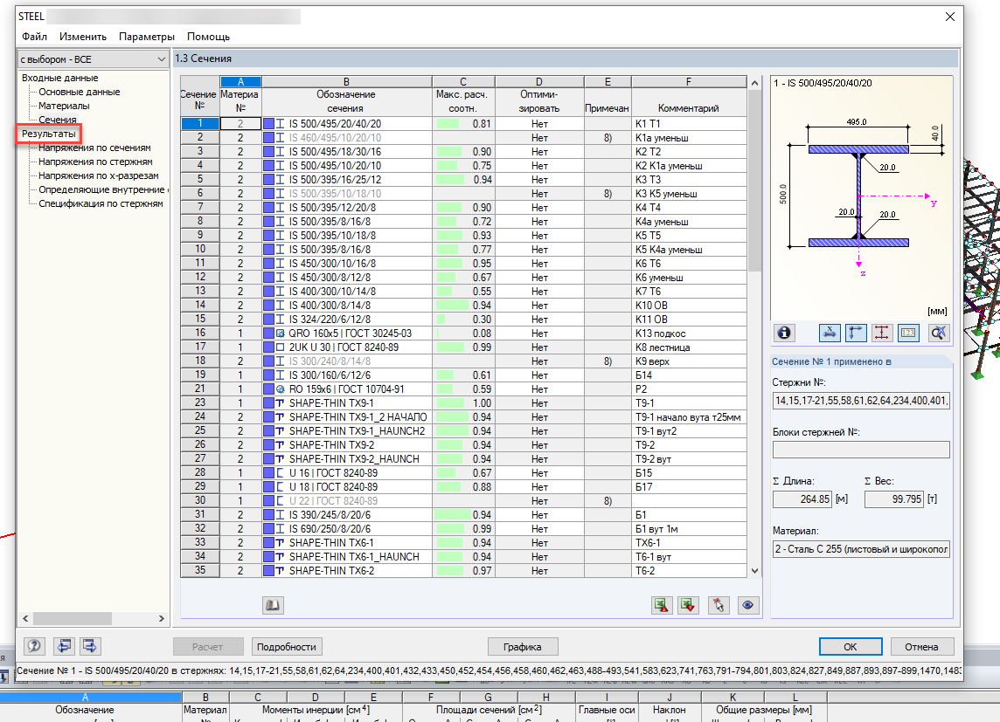 STEEL
Файл Изменить Параметры Помощь
с выбором - ВСЕ
Входные данные
Основные данные
Материалы
Сечения
Результаты
Напряжения по сечениям
Напряжения по стержням
Напряжения по x-разрезам
Определяющие внутренние
Спецификация по стержням
1.3 Сечения
A B C D E F
Сечение Материа Обозначение Макс. расч. Оптими-
№ № сечения соотн. зировать Примечан Комментарий
1 2 IS 500/495/20/40/20 0.81 Нет К1 Т1
2 2 IS 460/495/10/20/10 Нет 8) К1а уменьш
3 2 IS 500/495/18/30/16 0.90 Нет К2 Т2
4 2 IS 500/495/10/20/10 0.75 Нет К2 К1а уменьш
5 2 IS 500/395/16/25/12 0.94 Нет К3 Т3
6 2 IS 500/395/10/18/10 Нет 8) К3 К5 уменьш
7 2 IS 500/395/12/20/8 0.90 Нет К4 Т4
8 2 IS 500/395/8/16/8 0.72 Нет К4а уменьш
9 2 IS 500/395/10/18/8 0.93 Нет К5 Т5
10 2 IS 500/395/8/16/8 0.77 Нет К5 К4а уменьш
11 2 IS 450/300/10/16/8 0.95 Нет К6 Т6
12 2 IS 450/300/8/12/8 0.67 Нет К6 уменьш
13 2 IS 400/300/10/14/8 0.55 Нет К7 Т6
14 2 IS 400/300/8/14/8 0.94 Нет К10 ОВ
15 2 IS 324/220/6/12/8 0.30 Нет К11 ОВ
16 1 QRO 160x5 | ГОСТ 30245-03 0.08 Нет К13 подкос
17 1 2UK U 30 | ГОСТ 8240-89 0.99 Нет К8 лестница
18 2 IS 300/240/8/14/8 Нет 8) К9 верх
19 1 IS 300/160/6/12/6 0.61 Нет Б14
21 1 RO 159x6 | ГОСТ 10704-91 0.59 Нет Р2
23 1 SHAPE-THIN TX9-1 1.00 Нет Т9-1
24 2 SHAPE-THIN TX9-1_2 НАЧАЛО 0.94 Нет Т9-1 начало вута т25мм
25 2 SHAPE-THIN TX9-1_HAUNCH2 0.94 Нет Т9-1 вут2
26 2 SHAPE-THIN TX9-2 0.94 Нет Т9-2
27 2 SHAPE-THIN TX9-2_HAUNCH 0.94 Нет Т9-2 вут
28 1 U 16 | ГОСТ 8240-89 0.67 Нет Б15
29 1 U 18 | ГОСТ 8240-89 0.88 Нет Б17
30 1 U 22 | ГОСТ 8240-89 Нет 8)
31 2 IS 390/245/8/20/6 0.94 Нет Б1
32 2 IS 690/250/8/20/6 0.99 Нет Б1 вут 1м
33 2 SHAPE-THIN TX6-1 0.94 Нет ТХ6-1
34 2 SHAPE-THIN TX6-1_HAUNCH 0.94 Нет Т6-1 вут
35 2 SHAPE-THIN TX6-2 0.97 Нет Т6-2
1 - IS 500/495/20/40/20
495.0
40.0
20.0
500.0
y
20.0 20.0
z
[мм]
Сечение № 1 применено в
Стержни №:
14,15,17-21,55,58,61,62,64,234,400,401,
Блоки стержней №:
Σ Длина: Σ Вес:
264.85 [м] 99.795 [т]
Материал:
2 - Сталь С 255 (листовый и широкопол
Расчет Подробности Графика ОК Отмена
Сечение № 1 - IS 500/495/20/40/20 в стержнях: 14,15,17-21,55,58,61,62,64,234,400,401,432,433,450,452,454,456,458,460,462,463,488-493,541,583,623,741,763,791-794,801,803,824,827,849,887,893,897-899,1470,148
A B C D E F G H I J K L
Обозначение Материал Моменты инерции [см⁴] Площади сечений [см²] Главные оси Наклон Общие размеры [мм]